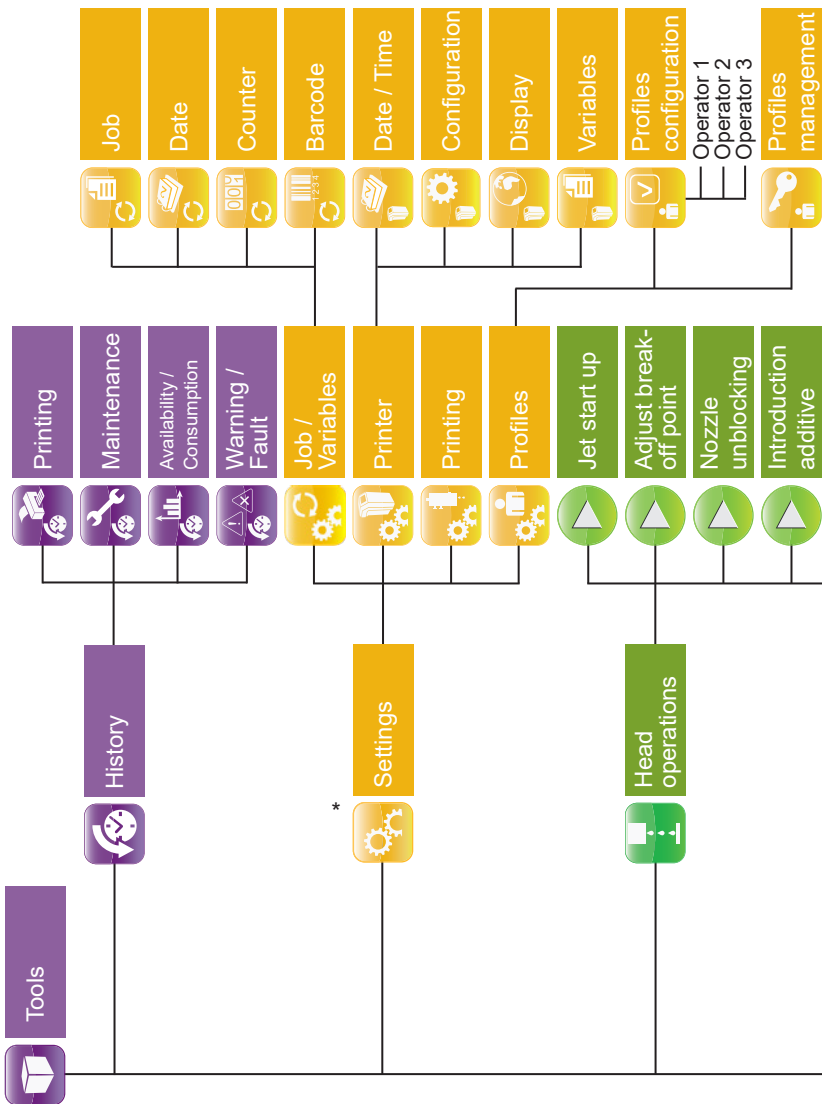 Tools
History
Printing
Maintenance
Availability /
Consumption
Warning /
Fault
*
Settings
Job /
Variables
Job
Date
Counter
Barcode
1234
Printer
Date / Time
Configuration
Display
Variables
Printing
Profiles
Profiles
configuration
Operator 1
Operator 2
Operator 3
Profiles
management
Head
operations
Jet start up
Adjust break-
off point
Nozzle
unblocking
Introduction
additive